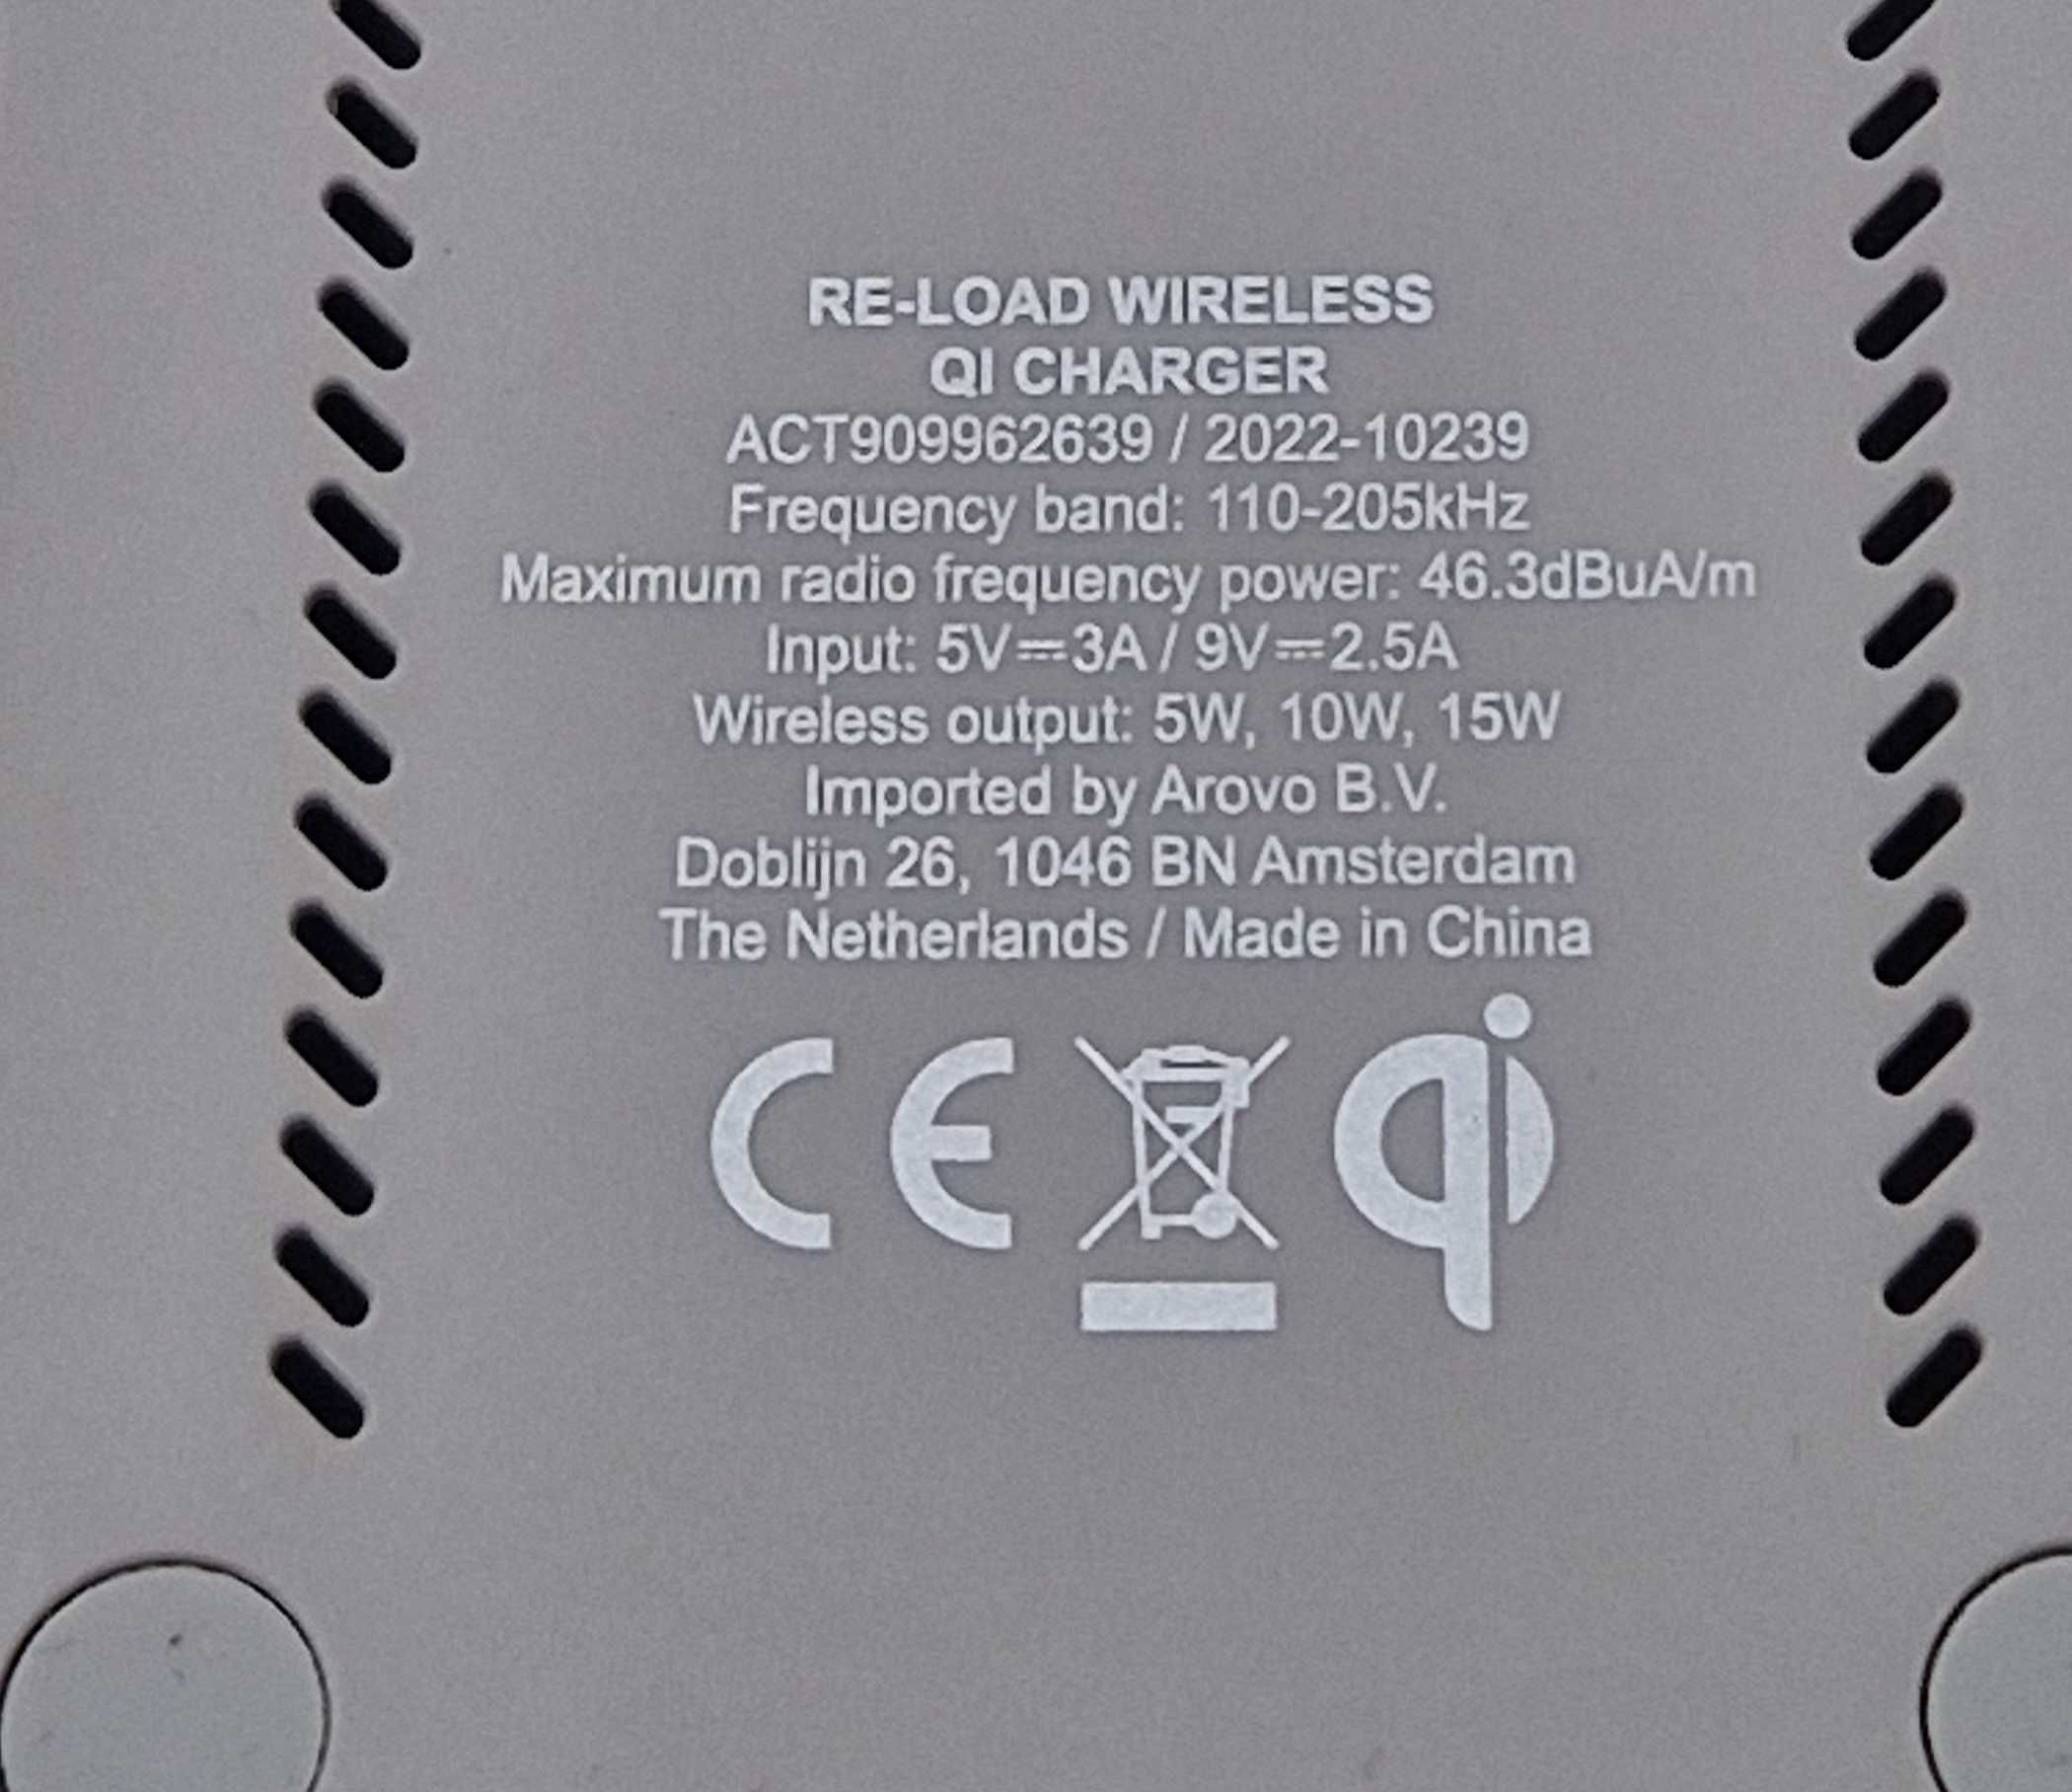 RE-LOAD WIRELESS
QI CHARGER
ACT909962639 / 2022-10239
Frequency band: 110-205kHz
Maximum radio frequency power: 46.3dBuA/m
Input: 5V⎓3A / 9V⎓2.5A
Wireless output: 5W, 10W, 15W
Imported by Arovo B.V.
Doblijn 26, 1046 BN Amsterdam
The Netherlands / Made in China
CE qi